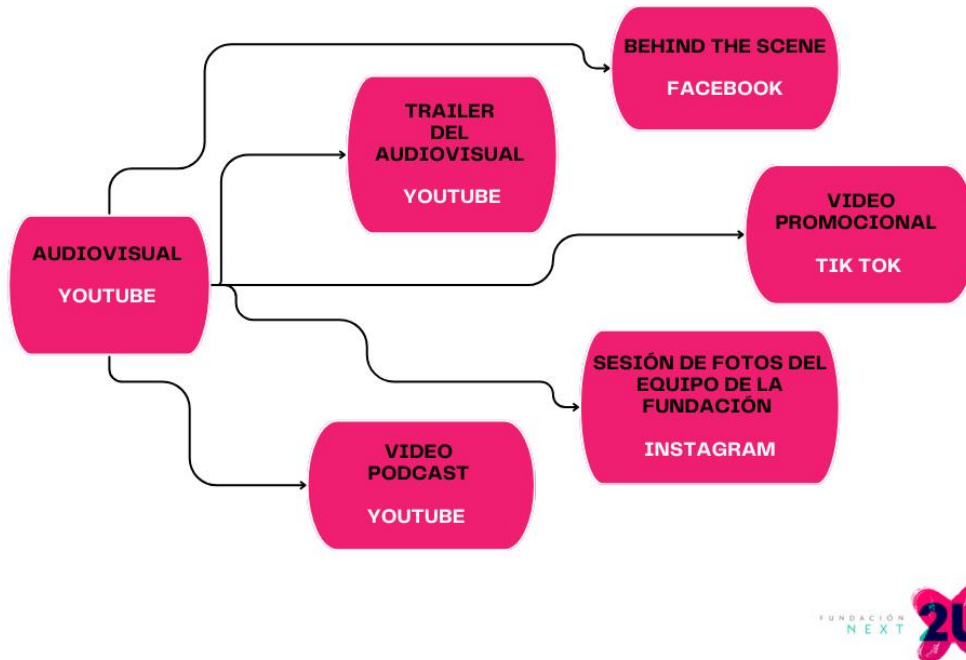 BEHIND THE SCENE
FACEBOOK
TRAILER
DEL
AUDIOVISUAL
YOUTUBE
VIDEO
PROMOCIONAL
TIK TOK
AUDIOVISUAL
YOUTUBE
SESIÓN DE FOTOS DEL
EQUIPO DE LA
FUNDACIÓN
INSTAGRAM
VIDEO
PODCAST
YOUTUBE
FUNDACIÓN
NEXT
2U